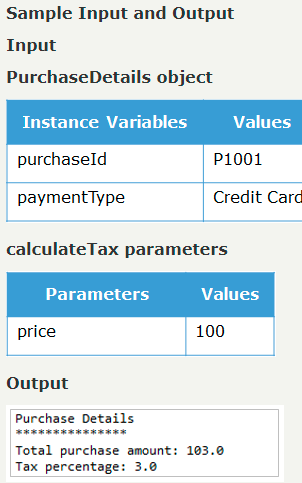 Sample Input and Output
Input
PurchaseDetails object
Instance Variables Values
purchaseId P1001
paymentType Credit Card
calculateTax parameters
Parameters Values
price 100
Output
Purchase Details
***************
Total purchase amount: 103.0
Tax percentage: 3.0